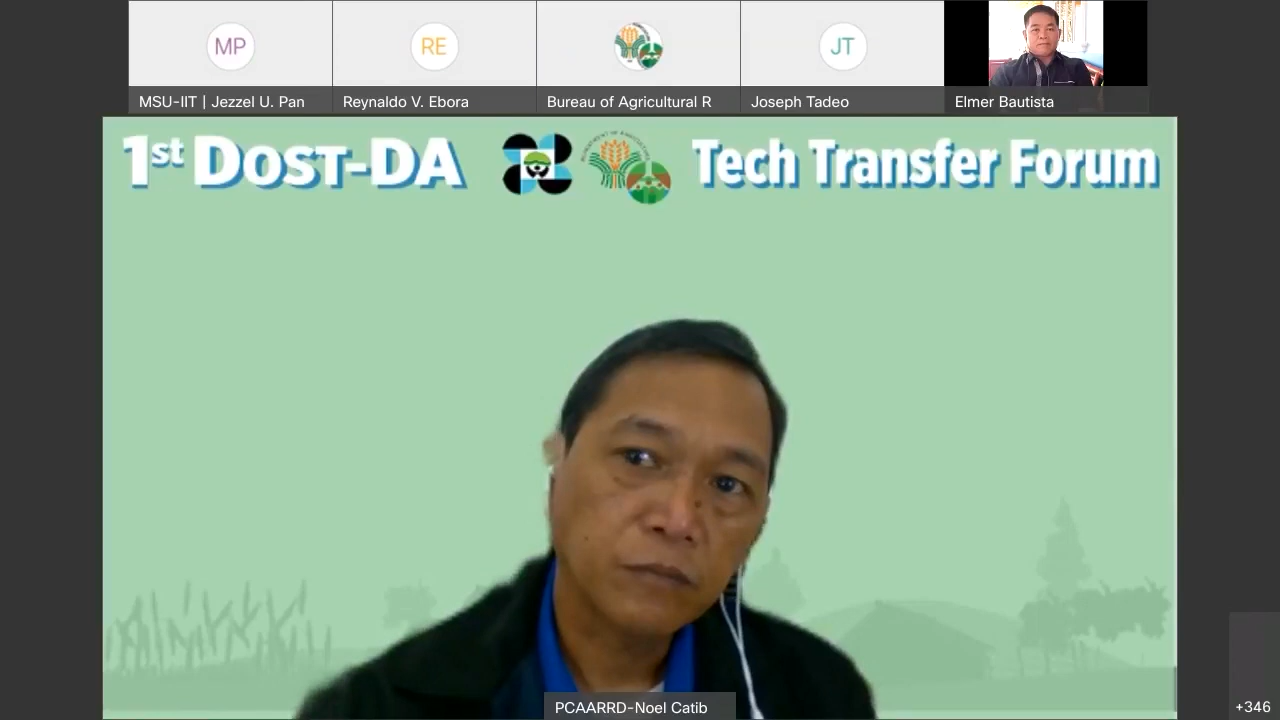 MP
RE
JT
MSU-IIT | Jezzel U. Pan
Reynaldo V. Ebora
Bureau of Agricultural R
Joseph Tadeo
Elmer Bautista
1st DOST-DA
Tech Transfer Forum
PCAARRD-Noel Catib
+346